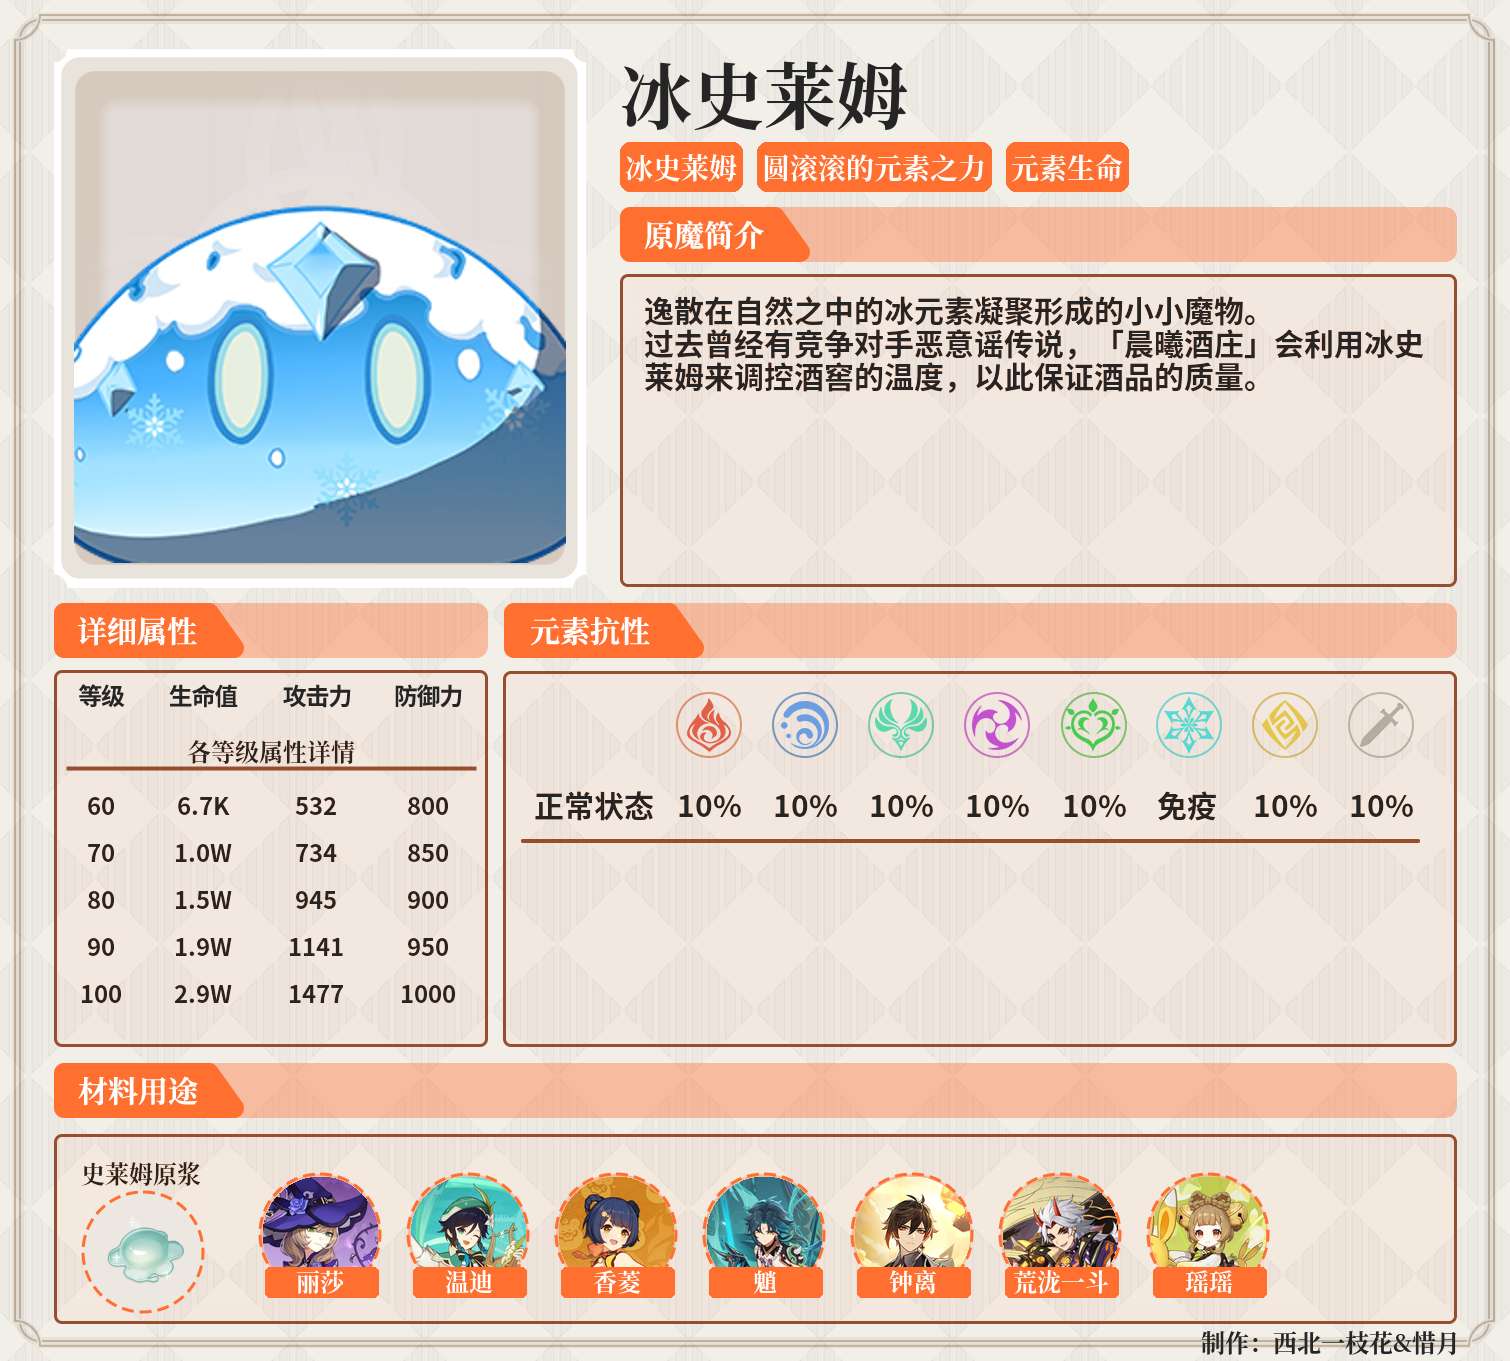 冰史莱姆
冰史莱姆 圆滚滚的元素之力 元素生命
原魔简介
逸散在自然之中的冰元素凝聚形成的小小魔物。
过去曾经有竞争对手恶意谣传说，「晨曦酒庄」会利用冰史
莱姆来调控酒窖的温度，以此保证酒品的质量。
详细属性
等级 生命值 攻击力 防御力
各等级属性详情
60 6.7K 532 800
70 1.0W 734 850
80 1.5W 945 900
90 1.9W 1141 950
100 2.9W 1477 1000
元素抗性
正常状态 10% 10% 10% 10% 10% 免疫 10% 10%
材料用途
史莱姆原浆
丽莎 温迪 香菱 魈 钟离 荒泷一斗 瑶瑶
制作：西北一枝花&惜月